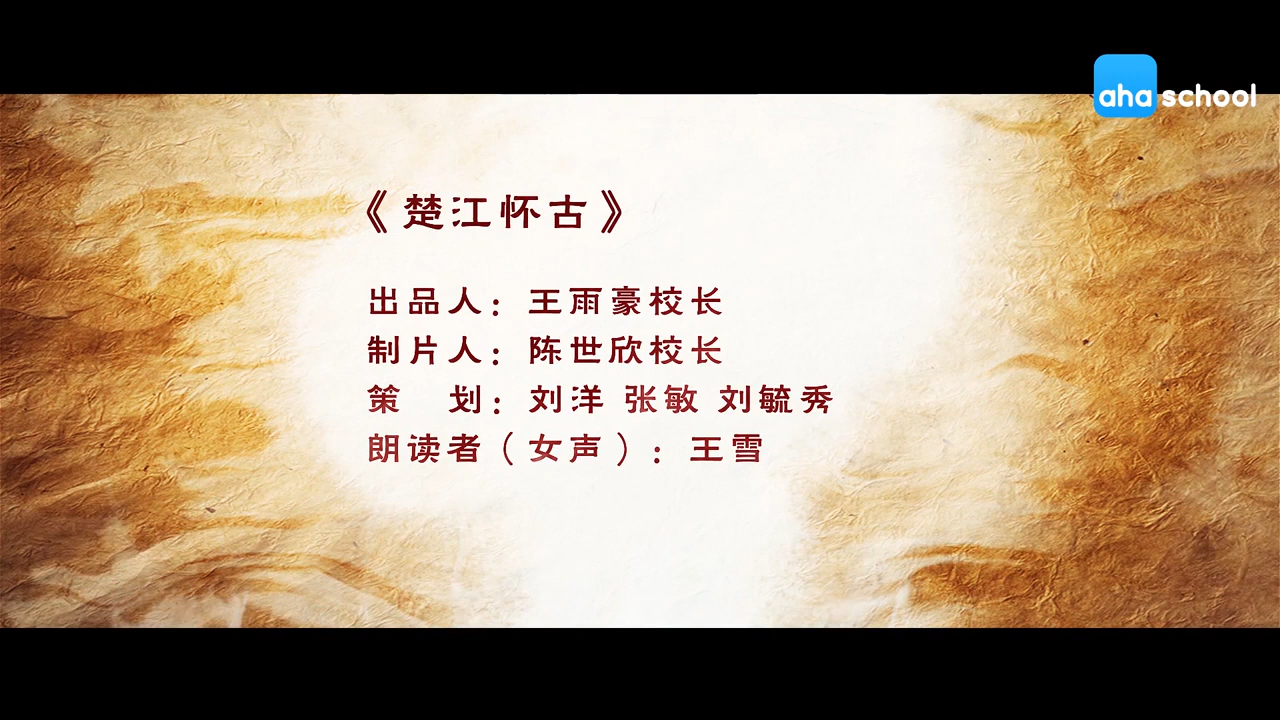 aha school
《楚江怀古》
出品人：王雨豪校长
制片人：陈世欣校长
策　划：刘洋 张敏 刘毓秀
朗读者（女声）：王雪